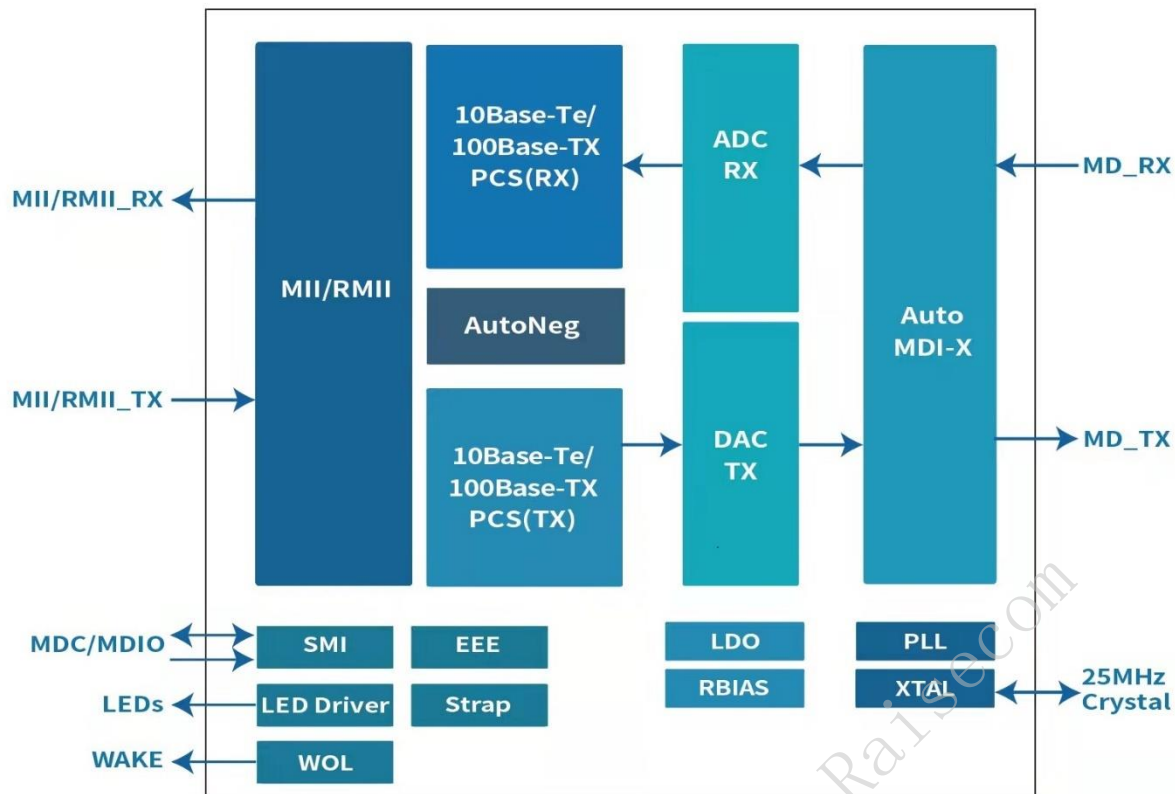 10Base-Te/
100Base-TX
PCS(RX)
ADC
RX
MD_RX
MII/RMII_RX
MII/RMII
AutoNeg
Auto
MDI-X
MII/RMII_TX
10Base-Te/
100Base-TX
PCS(TX)
DAC
TX
MD_TX
MDC/MDIO
SMI
EEE
LDO
PLL
LEDs
LED Driver
Strap
RBIAS
XTAL
25MHz
Crystal
WAKE
WOL
Raisecom